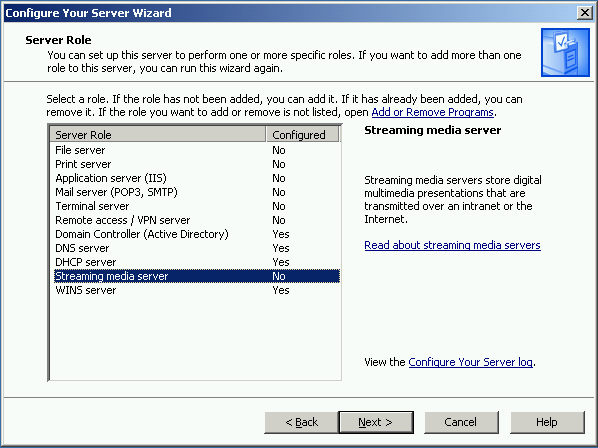 Configure Your Server Wizard
Server Role
You can set up this server to perform one or more specific roles. If you want to add more than one
role to this server, you can run this wizard again.
Select a role. If the role has not been added, you can add it. If it has already been added, you can
remove it. If the role you want to add or remove is not listed, open Add or Remove Programs.
Server Role Configured
File server No
Print server No
Application server (IIS) No
Mail server (POP3, SMTP) No
Terminal server No
Remote access / VPN server No
Domain Controller (Active Directory) Yes
DNS server Yes
DHCP server Yes
Streaming media server No
WINS server Yes
Streaming media server
Streaming media servers store digital
multimedia presentations that are
transmitted over an intranet or the
Internet.
Read about streaming media servers
View the Configure Your Server log.
< Back Next > Cancel Help